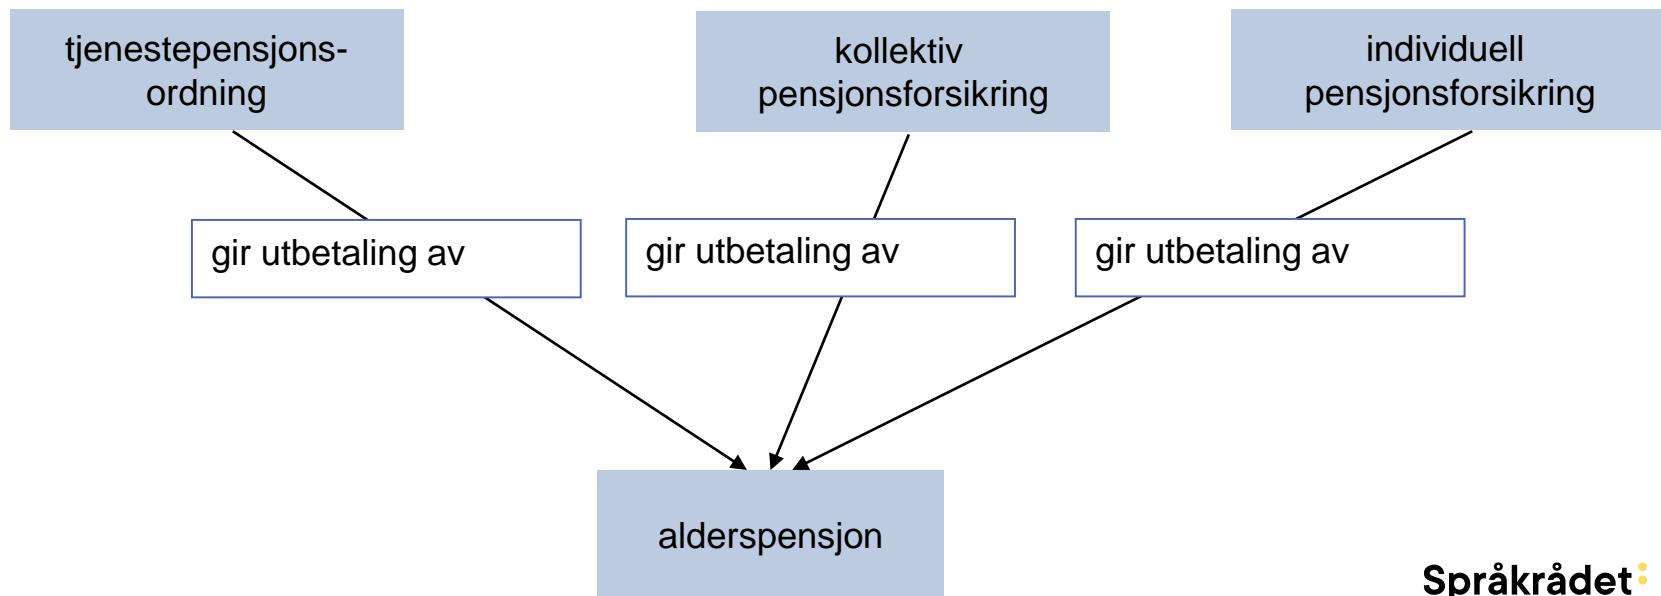 tjenestepensjons-
ordning
kollektiv
pensjonsforsikring
individuell
pensjonsforsikring
gir utbetaling av
gir utbetaling av
gir utbetaling av
alderspensjon
Språkrådet